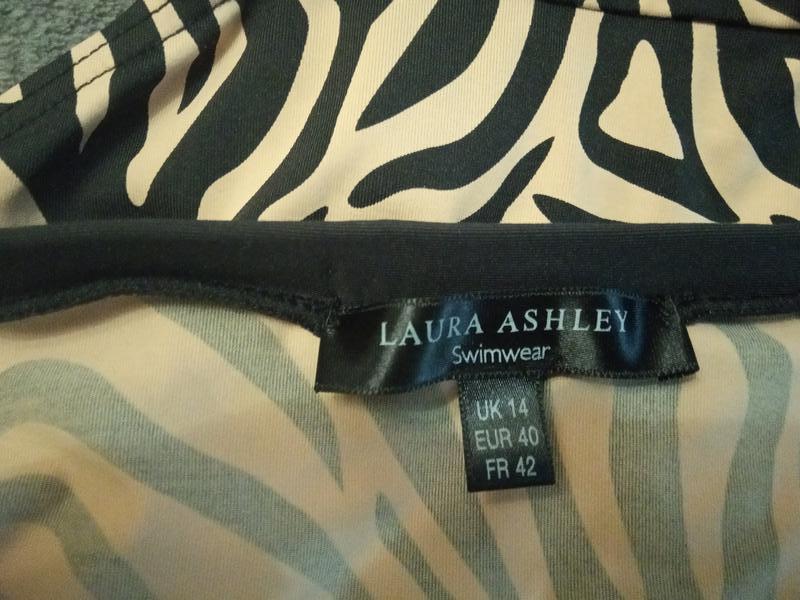 LAURA ASHLEY
Swimwear
UK 14
EUR 40
FR 42